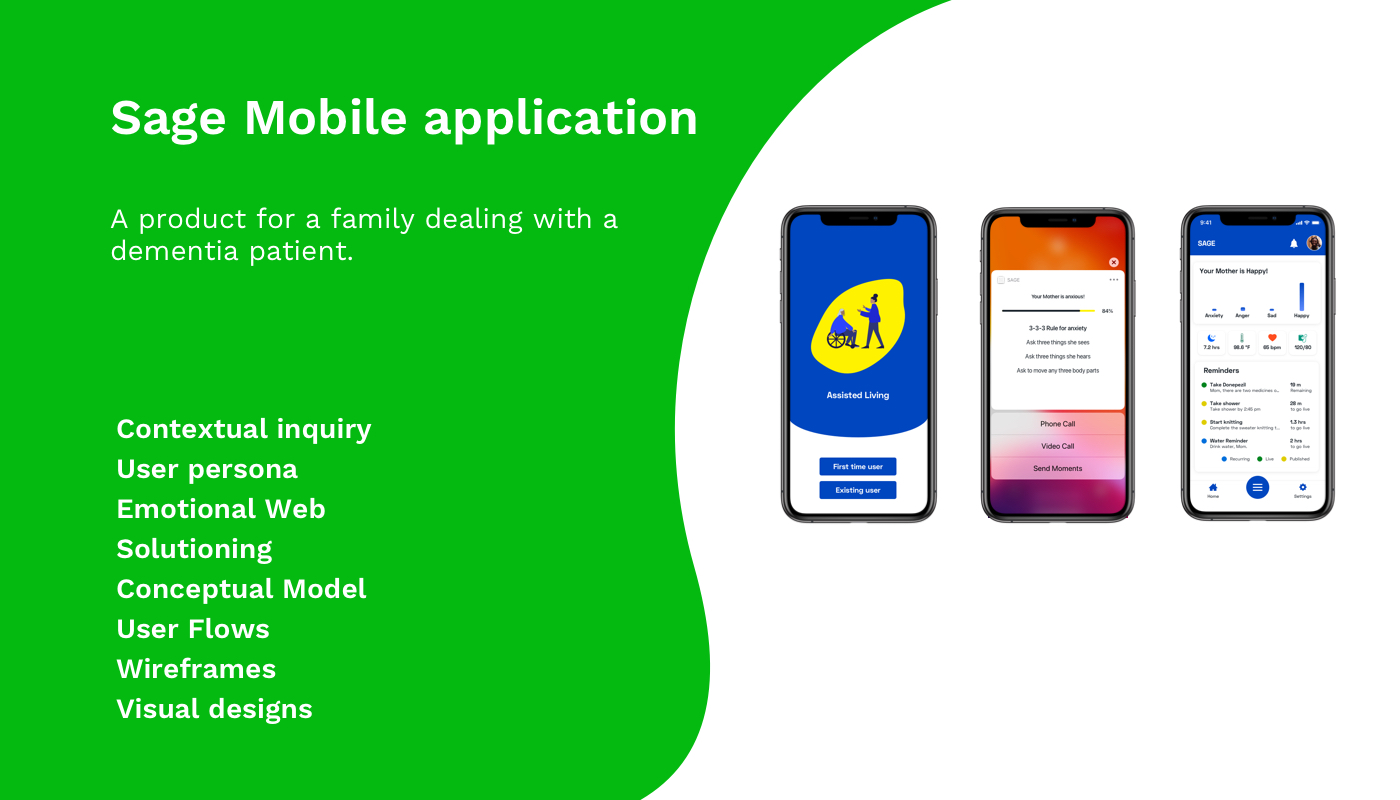 Sage Mobile application
A product for a family dealing with a
dementia patient.
Contextual inquiry
User persona
Emotional Web
Solutioning
Conceptual Model
User Flows
Wireframes
Visual designs
Assisted Living
First time user
Existing user
SAGE
Your Mother is anxious!
84%
3-3-3 Rule for anxiety
Ask three things she sees
Ask three things she hears
Ask to move any three body parts
Phone Call
Video Call
Send Moments
9:41
SAGE
Your Mother is Happy!
Anxiety Anger Sad Happy
7.2 hrs 98.6 °F 65 bpm 120/80
Reminders
Take Donepezil 10 m
Mom, there are two medicines o... Remaining
Take shower 28 m
Take shower by 2:45 pm to go live
Start knitting 1.3 hrs
Complete the sweater knitting t... to go live
Water Reminder 2 hrs
Drink water, Mom. to go live
Recurring Live Published
Home Settings